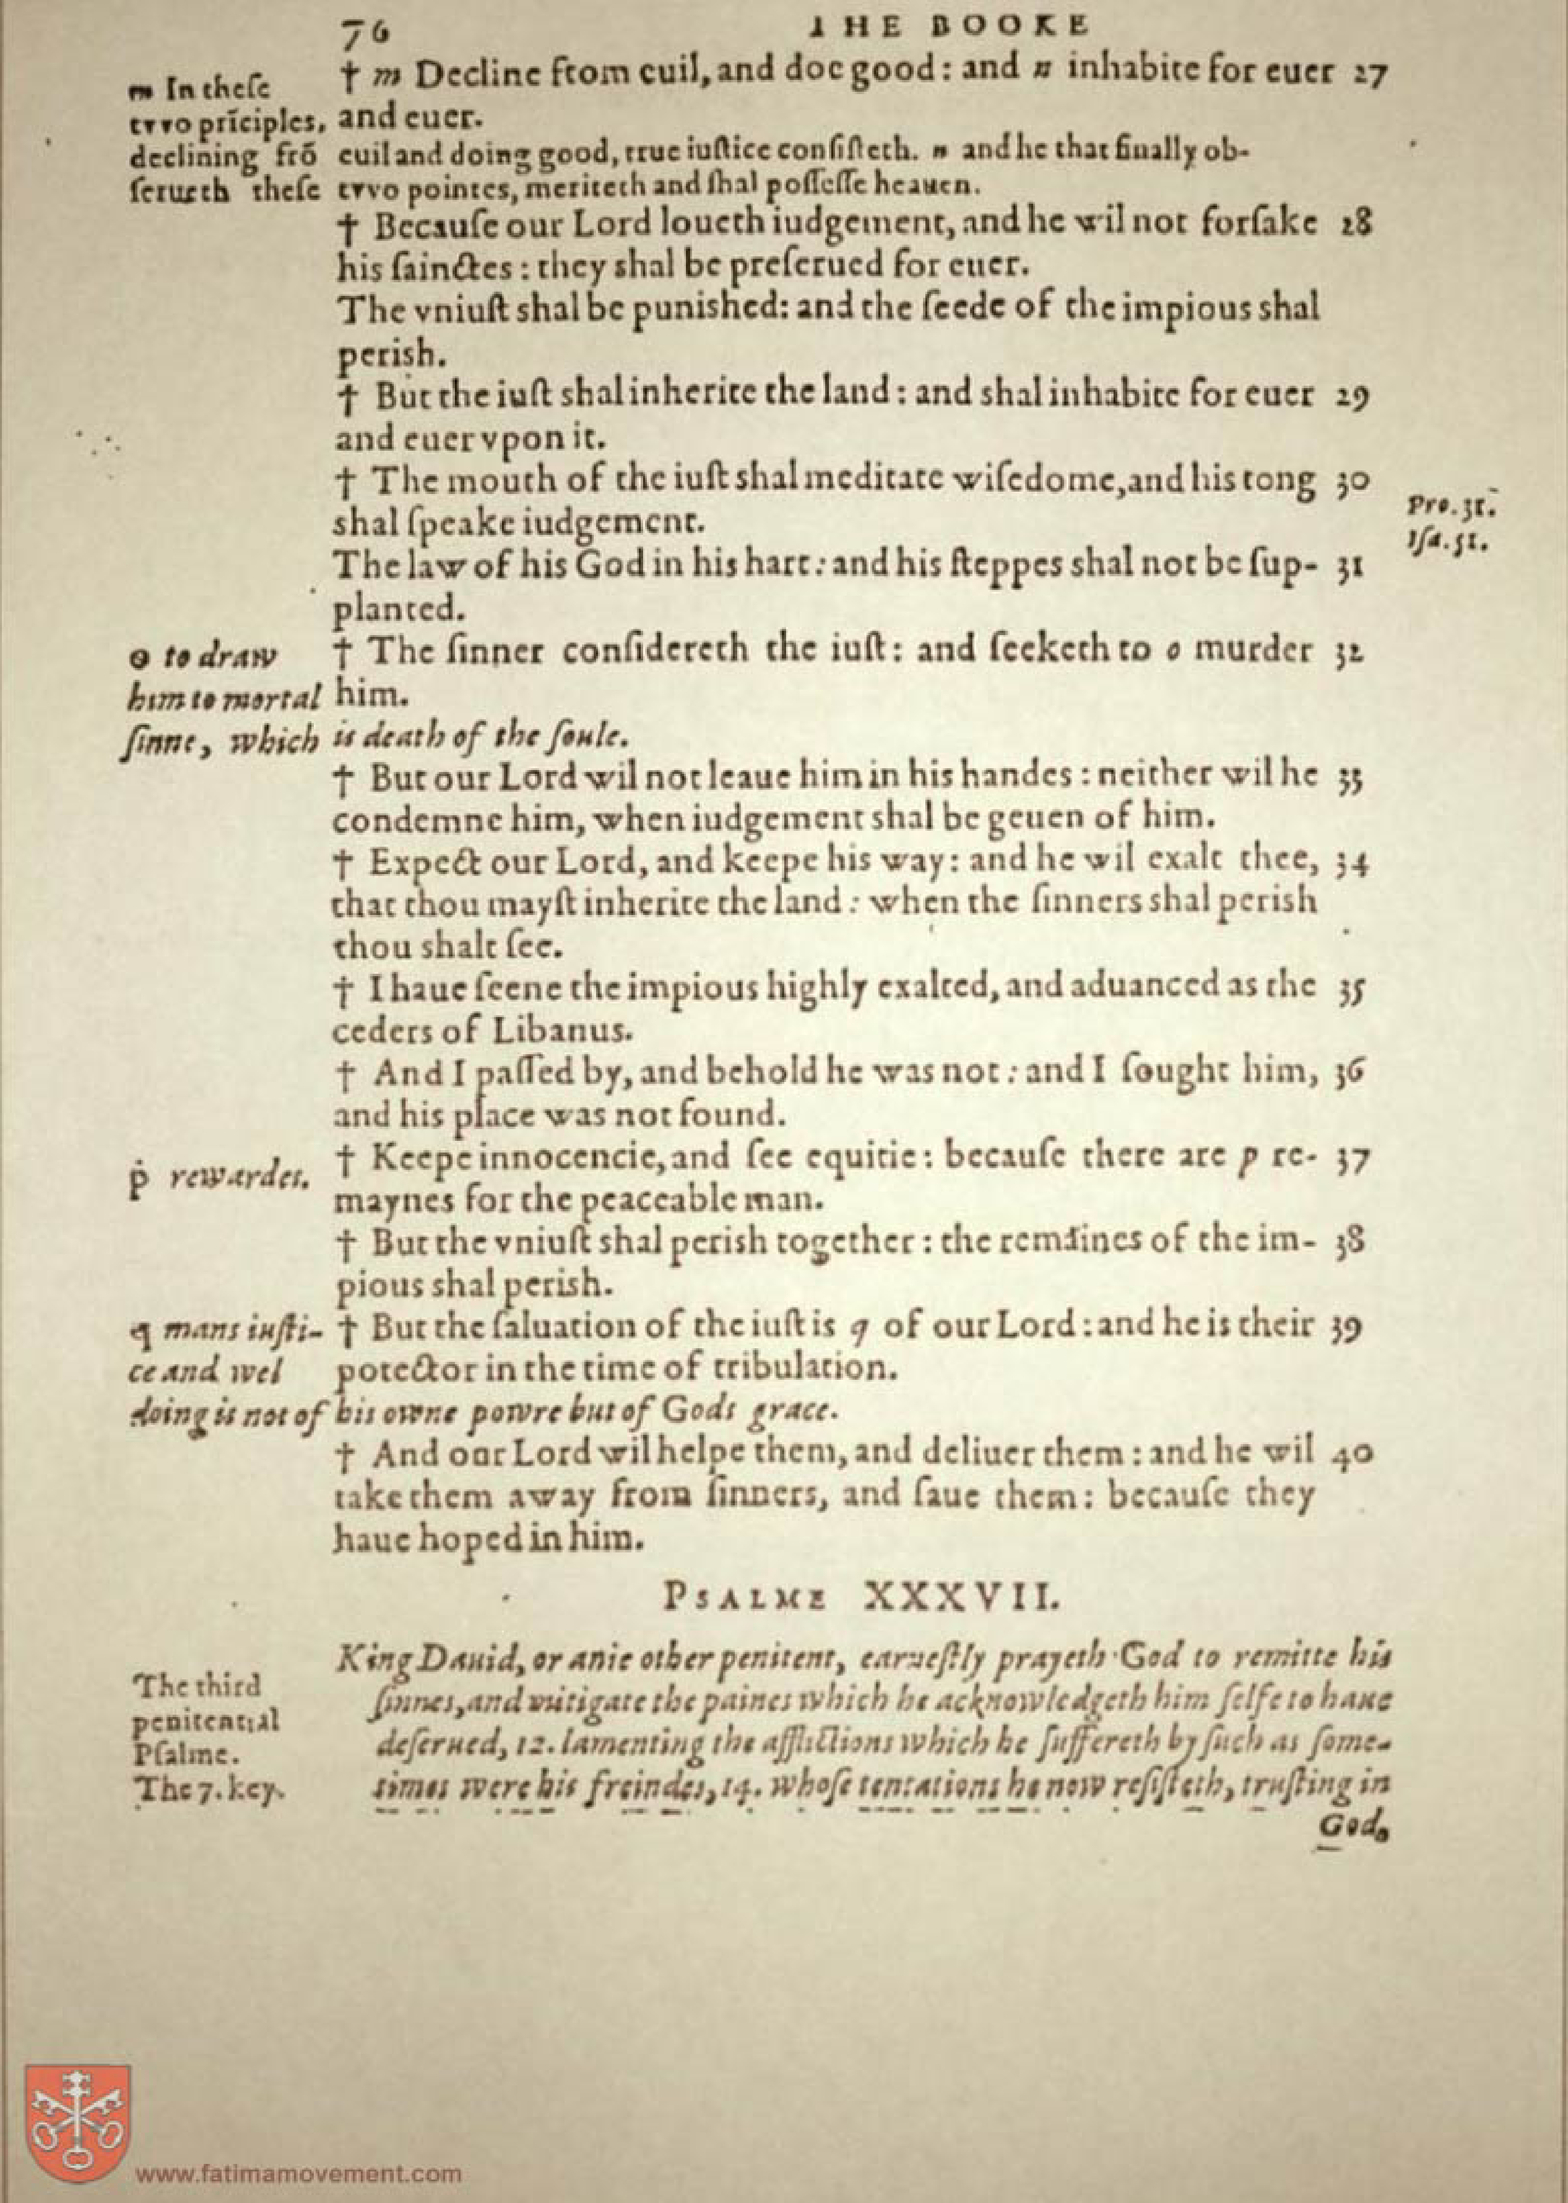 76 THE BOOKE
† m Decline from euil, and doe good: and n inhabite for euer 27
and euer.
m In theſe
tvvo prĩciples,
declining frõ euil and doing good, true iuſtice conſiſteth. n and he that finally ob-
ſerueth theſe tvvo pointes, meriteth and ſhal poſſeſſe heauen.
† Becauſe our Lord loueth iudgement, and he wil not forſake 28
his ſainctes: they shal be preſerued for euer.
The vniuſt shal be punished: and the ſeede of the impious shal
perish.
† But the iuſt shal inherite the land: and shal inhabite for euer 29
and euer vpon it.
† The mouth of the iuſt shal meditate wiſedome, and his tong 30
shal ſpeake iudgement.
Pro. 31.
Iſa. 51.
The law of his God in his hart: and his ſteppes shal not be ſup- 31
planted.
† The ſinner conſidereth the iuſt: and ſeeketh to o murder 32
him.
o to draw
him to mortal
ſinne, which is death of the ſoule.
† But our Lord wil not leaue him in his handes: neither wil he 33
condemne him, when iudgement shal be geuen of him.
† Expect our Lord, and keepe his way: and he wil exalt thee, 34
that thou mayſt inherite the land: when the ſinners shal perish
thou shalt ſee.
† I haue ſeene the impious highly exalted, and aduanced as the 35
ceders of Libanus.
† And I paſſed by, and behold he was not: and I ſought him, 36
and his place was not found.
† Keepe innocencie, and ſee equitie: becauſe there are p re- 37
maynes for the peaceable man.
p rewardes.
† But the vniuſt shal perish together: the remaines of the im- 38
pious shal perish.
† But the ſaluation of the iuſt is q of our Lord: and he is their 39
potector in the time of tribulation.
q mans iuſti-
ce and wel
doing is not of his owne powre but of Gods grace.
† And our Lord wil helpe them, and deliuer them: and he wil 40
take them away from ſinners, and ſaue them: becauſe they
haue hoped in him.
PSALME XXXVII.
King Dauid, or anie other penitent, earneſtly prayeth God to remitte his
ſinnes, and mitigate the paines which he acknowledgeth him ſelfe to haue
deſerued, 12. lamenting the afflictions which he ſuffereth by ſuch as ſome-
times were his freindes, 14. whoſe tentations he now reſiſteth, truſting in
God.
The third
penitential
Pſalme.
The 7. key.
www.fatimamovement.com